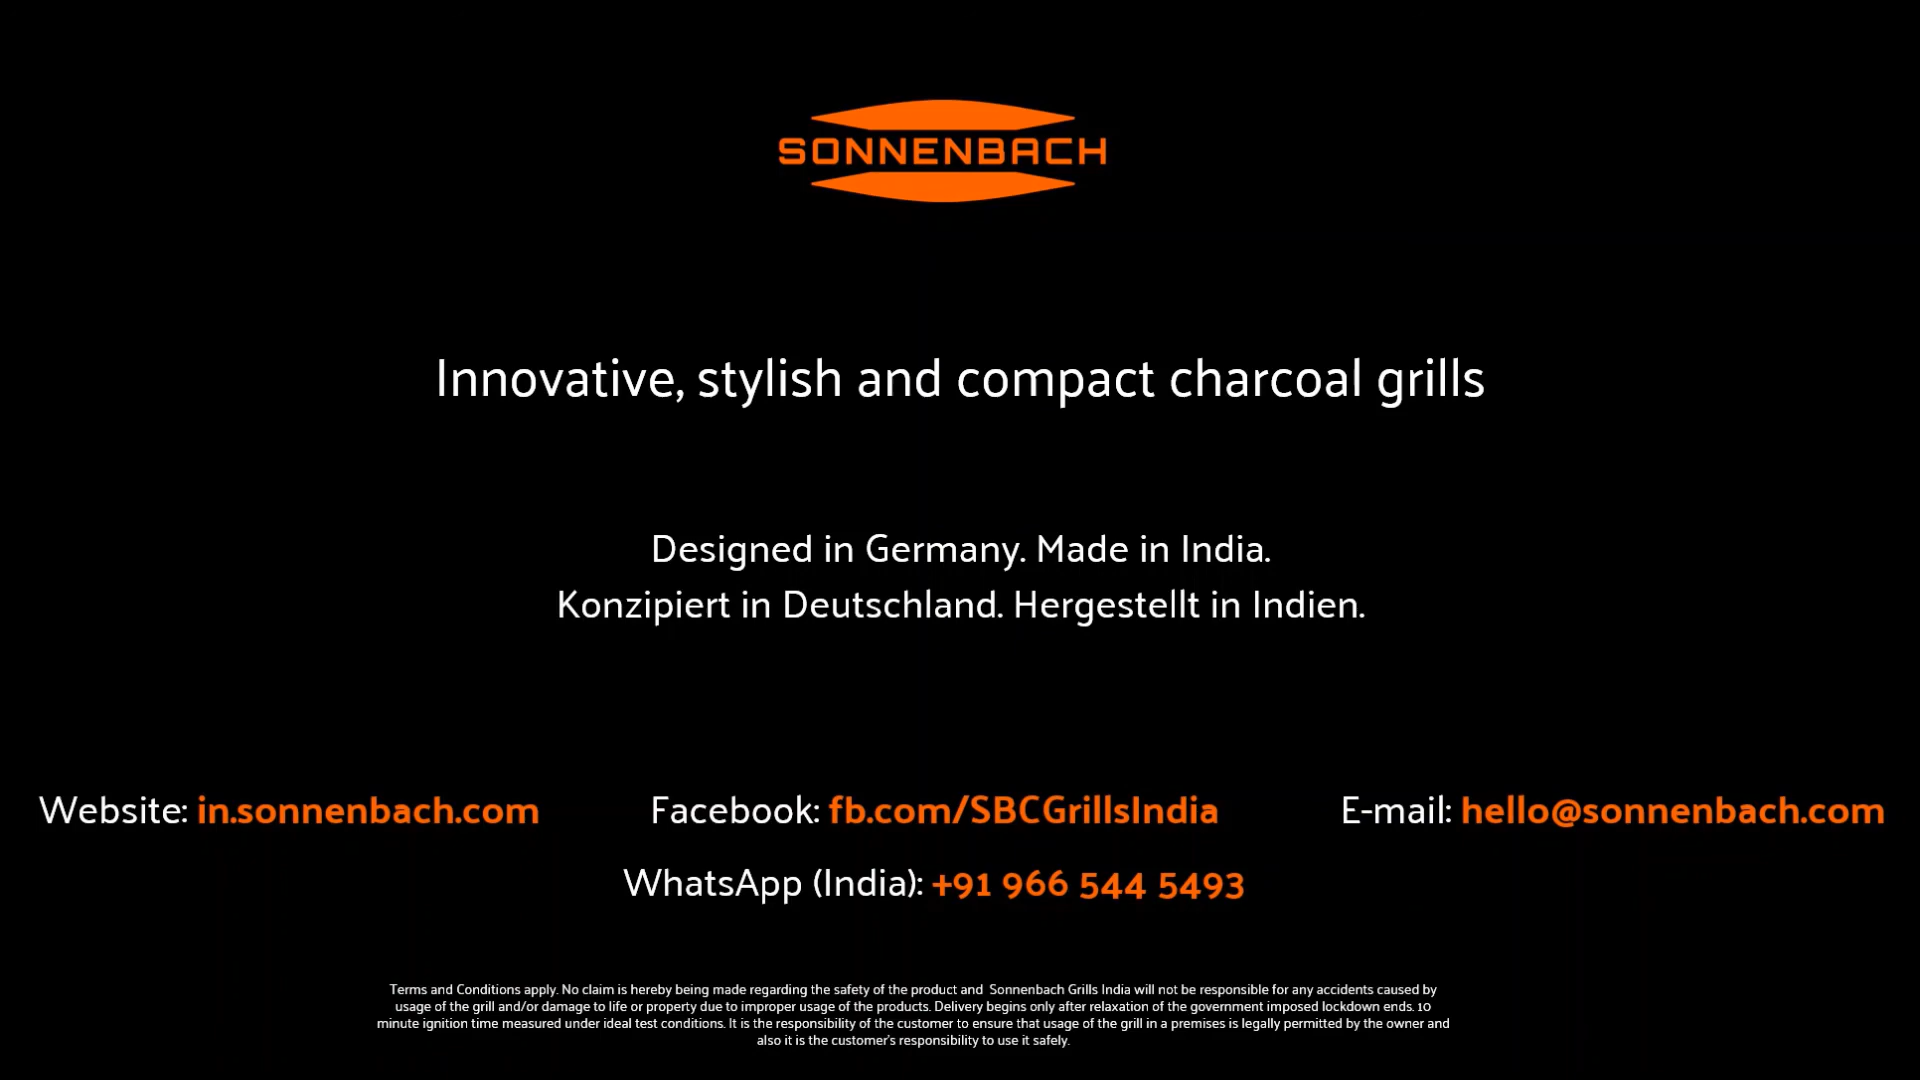 SONNENBACH
Innovative, stylish and compact charcoal grills
Designed in Germany. Made in India.
Konzipiert in Deutschland. Hergestellt in Indien.
Website: in.sonnenbach.com Facebook: fb.com/SBCGrillsIndia E-mail: hello@sonnenbach.com
WhatsApp (India): +91 966 544 5493
Terms and Conditions apply. No claim is hereby being made regarding the safety of the product and Sonnenbach Grills India will not be responsible for any accidents caused by
usage of the grill and/or damage to life or property due to improper usage of the products. Delivery begins only after relaxation of the government imposed lockdown ends. 10
minute ignition time measured under ideal test conditions. It is the responsibility of the customer to ensure that usage of the grill in a premises is legally permitted by the owner and
also it is the customer's responsibility to use it safely.